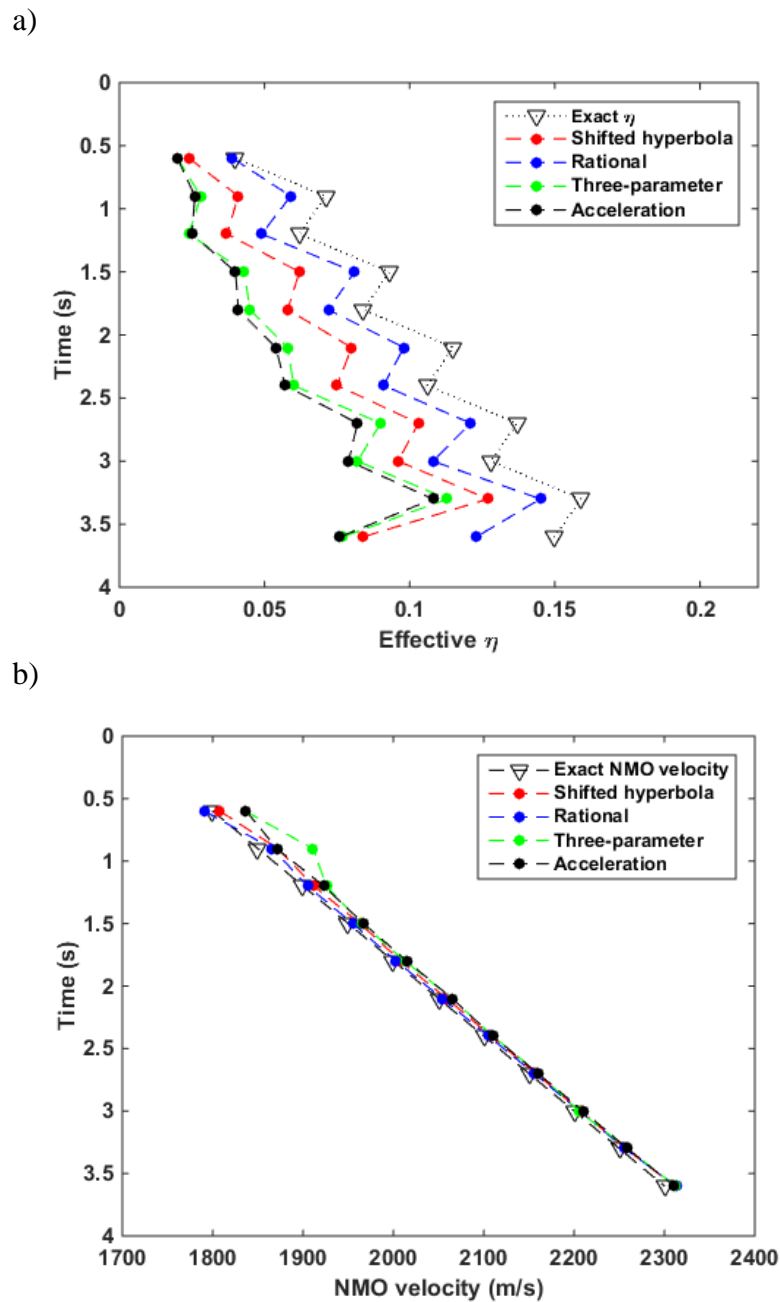 a)
0
0.5
1
1.5
2
2.5
3
3.5
4
Time (s)
Exact η
Shifted hyperbola
Rational
Three-parameter
Acceleration
0 0.05 0.1 0.15 0.2
Effective η
b)
0
0.5
1
1.5
2
2.5
3
3.5
4
Time (s)
Exact NMO velocity
Shifted hyperbola
Rational
Three-parameter
Acceleration
1700 1800 1900 2000 2100 2200 2300 2400
NMO velocity (m/s)